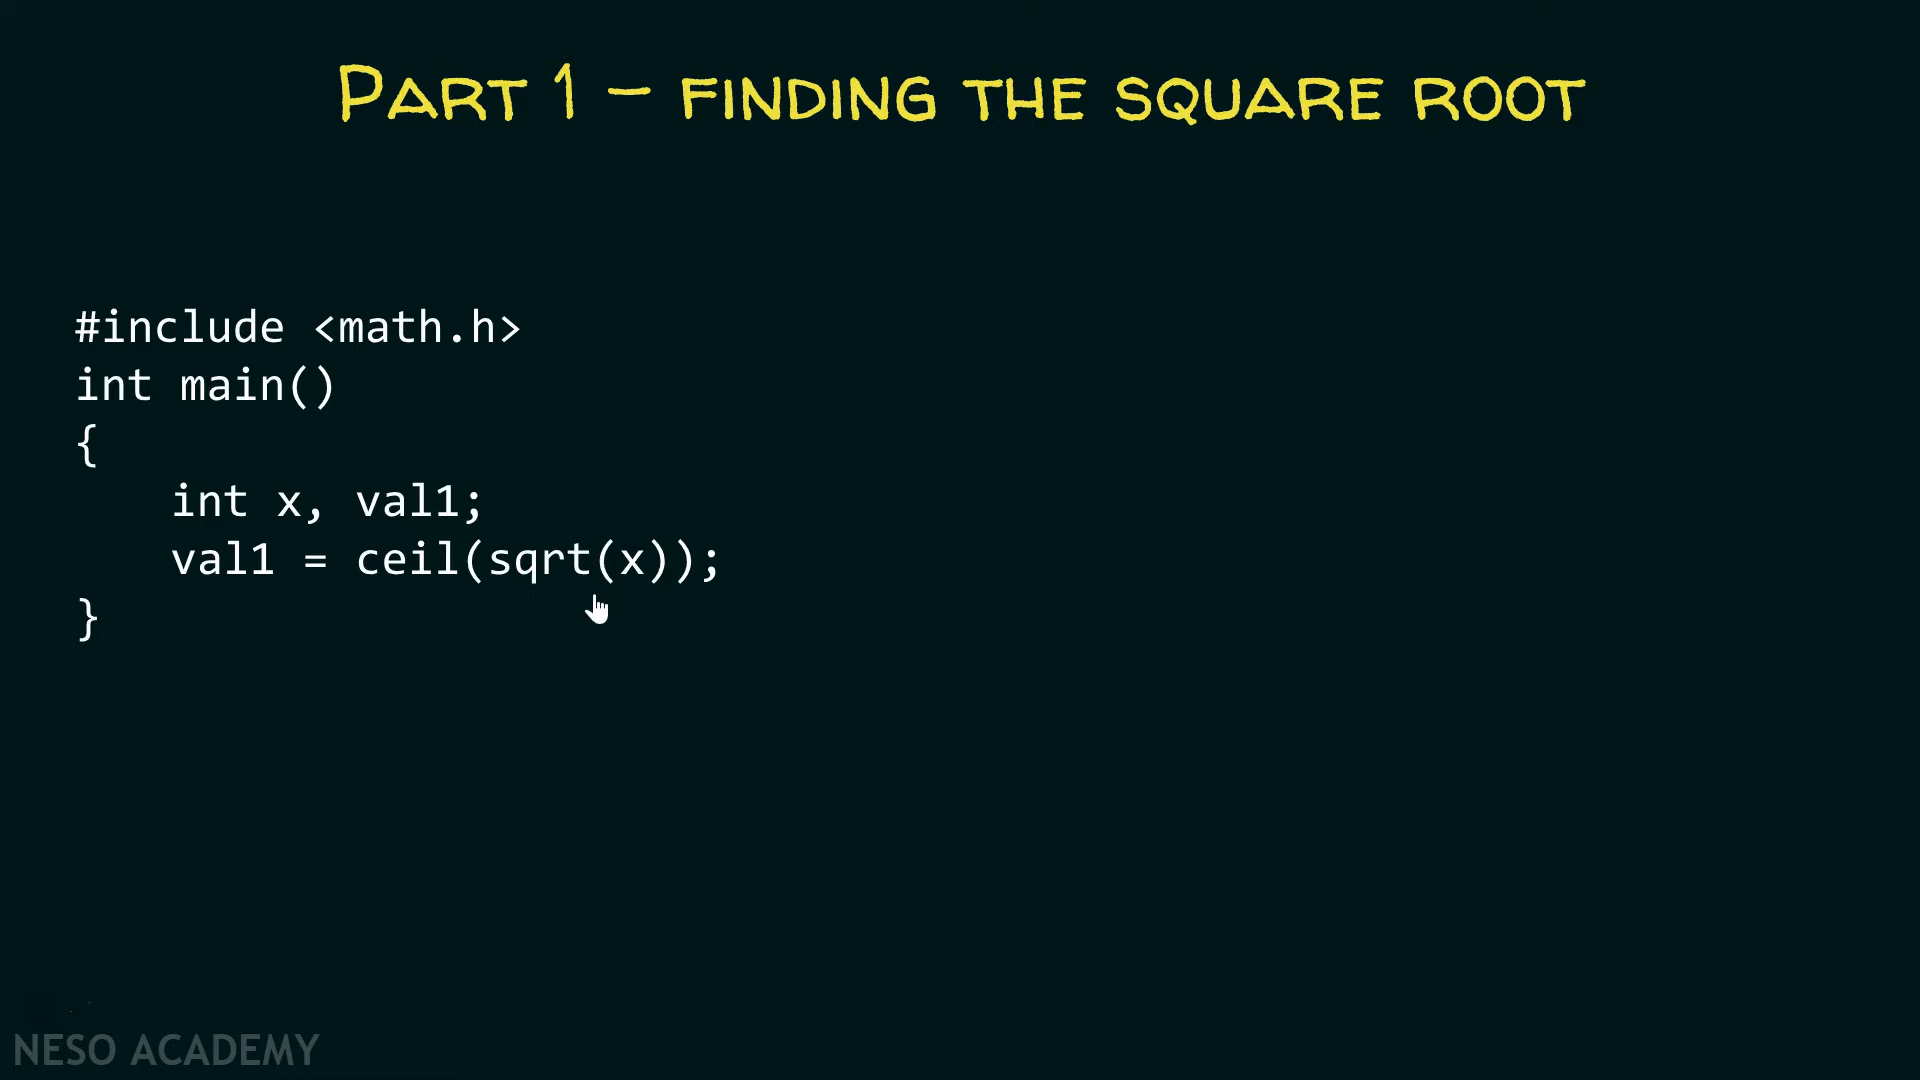 PART 1 – FINDING THE SQUARE ROOT
#include <math.h>
int main()
{
    int x, val1;
    val1 = ceil(sqrt(x));
}
NESO ACADEMY